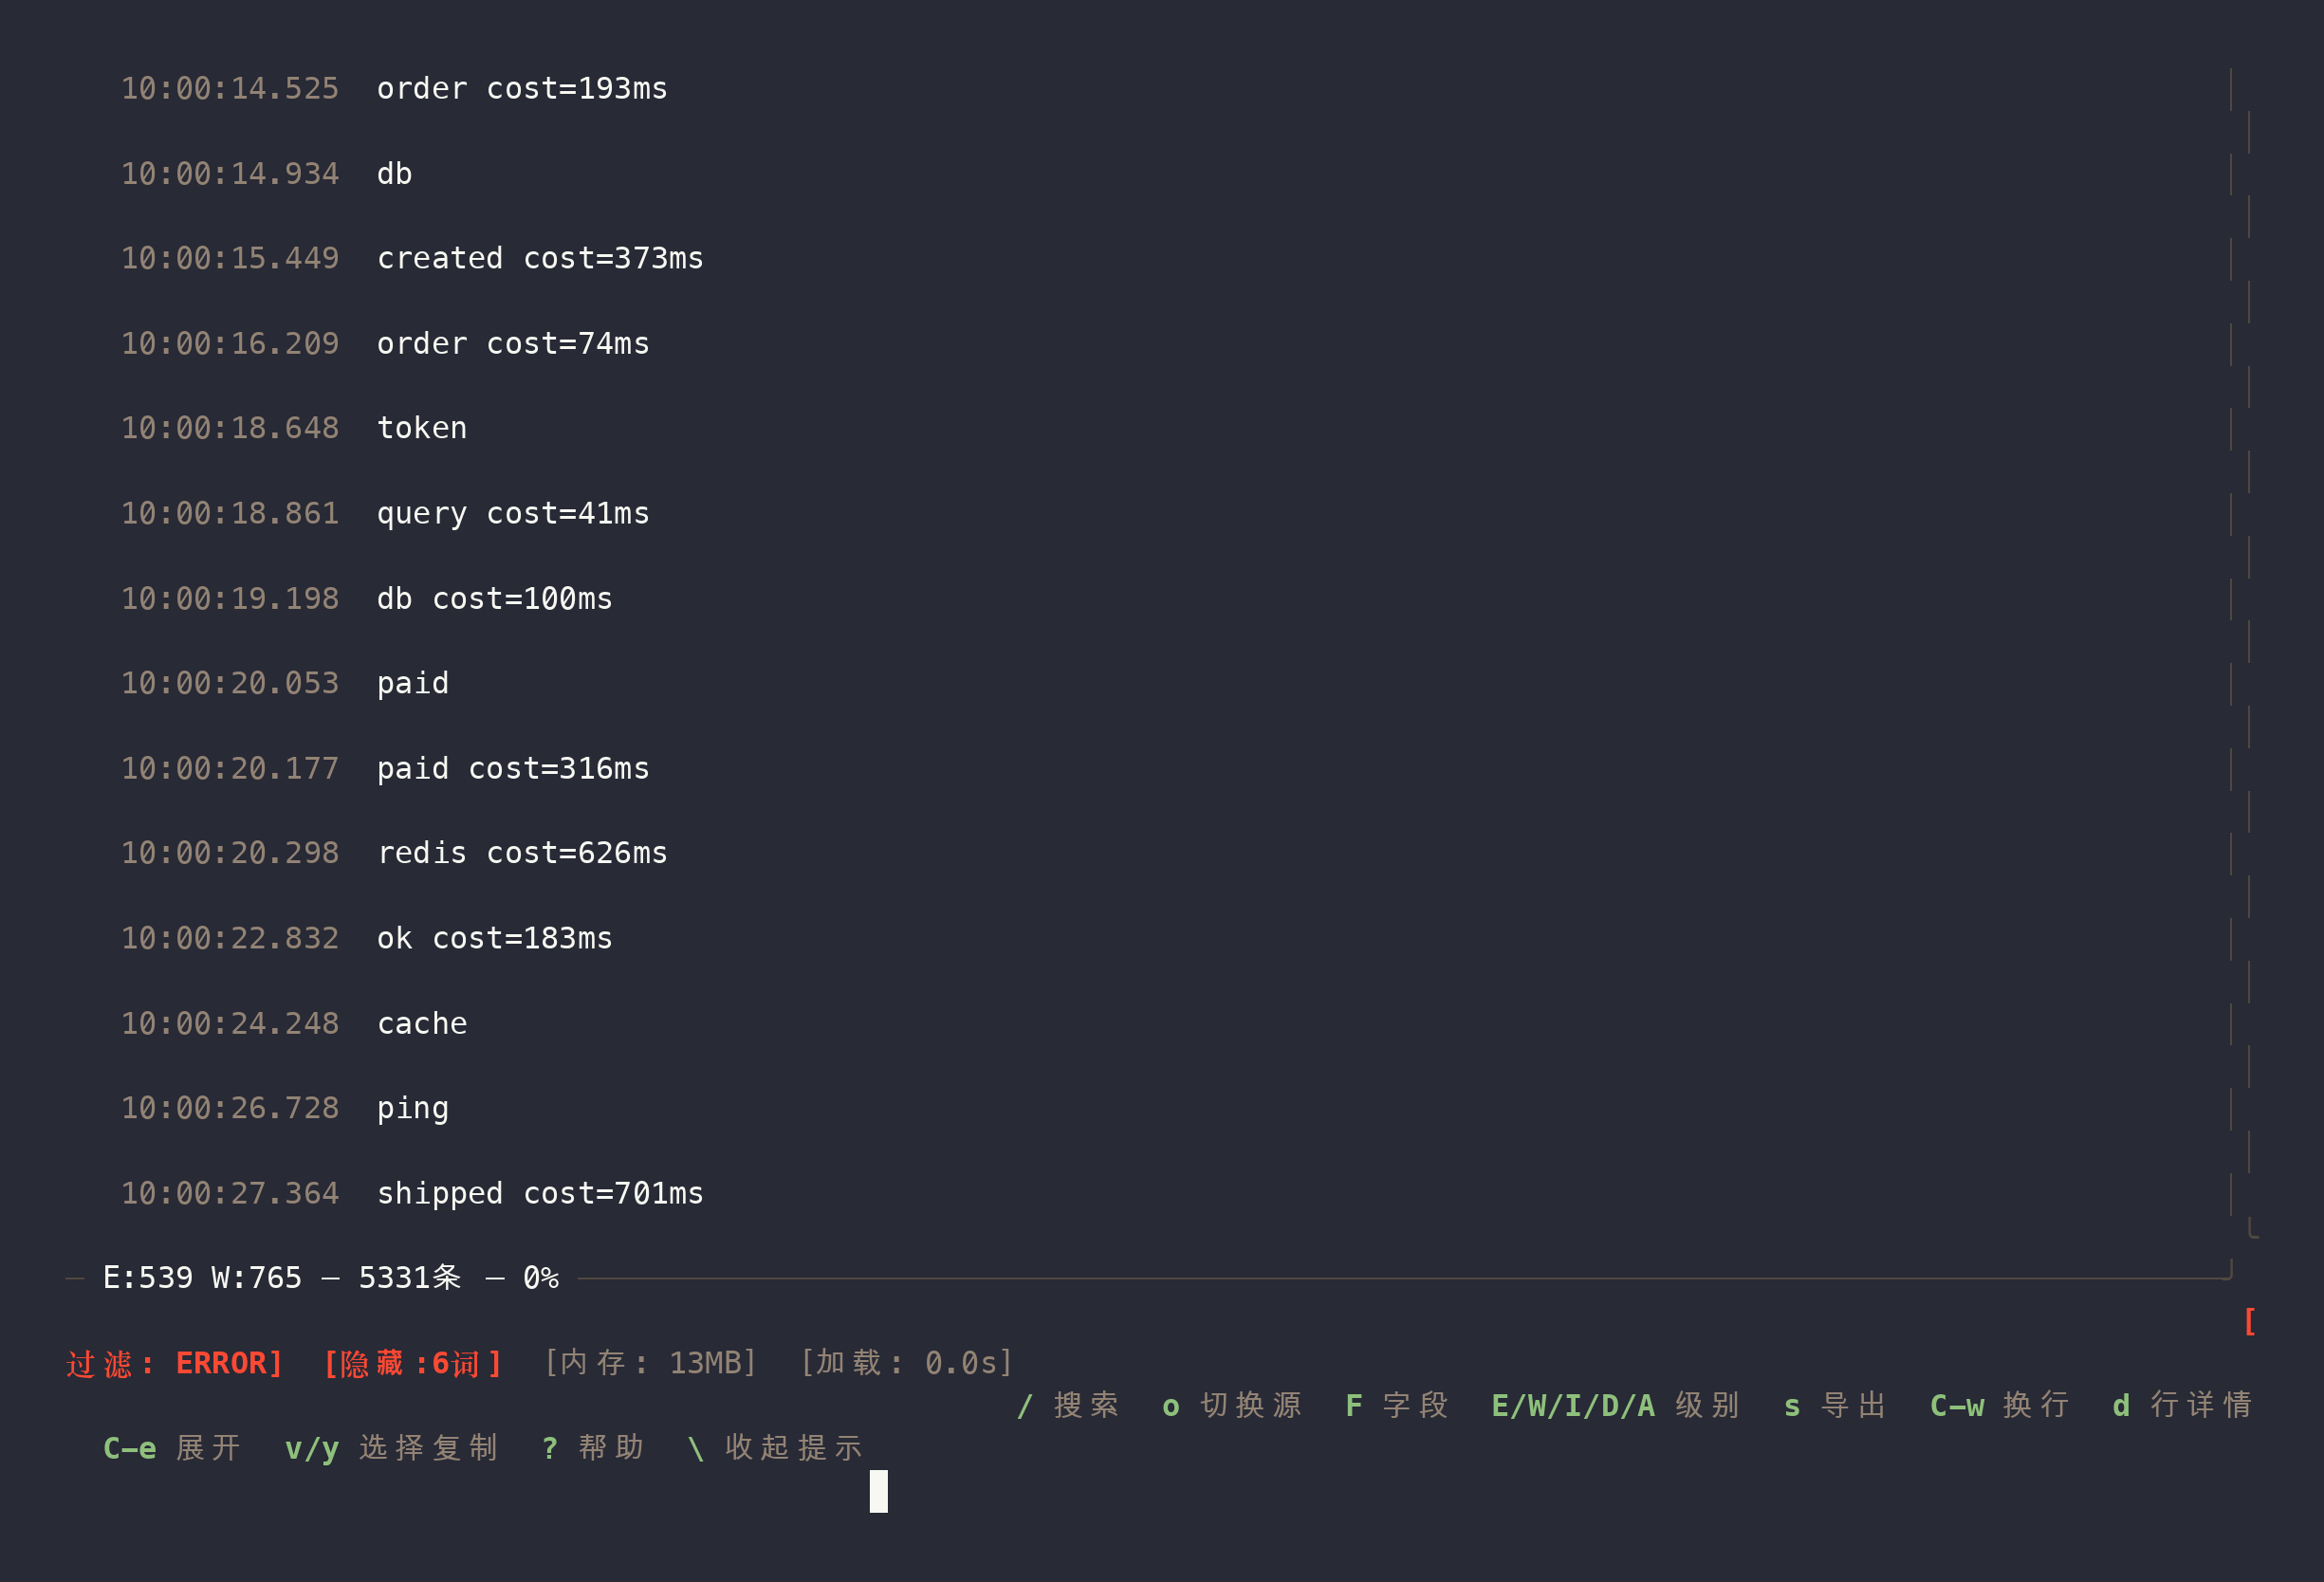 10:00:14.525  order cost=193ms
10:00:14.934  db
10:00:15.449  created cost=373ms
10:00:16.209  order cost=74ms
10:00:18.648  token
10:00:18.861  query cost=41ms
10:00:19.198  db cost=100ms
10:00:20.053  paid
10:00:20.177  paid cost=316ms
10:00:20.298  redis cost=626ms
10:00:22.832  ok cost=183ms
10:00:24.248  cache
10:00:26.728  ping
10:00:27.364  shipped cost=701ms
─ E:539 W:765 — 5331条 — 0%
[
过滤: ERROR]  [隐藏:6词]  [内存: 13MB]  [加载: 0.0s]
/ 搜索  o 切换源  F 字段  E/W/I/D/A 级别  s 导出  C-w 换行  d 行详情
C-e 展开  v/y 选择复制  ? 帮助  \ 收起提示